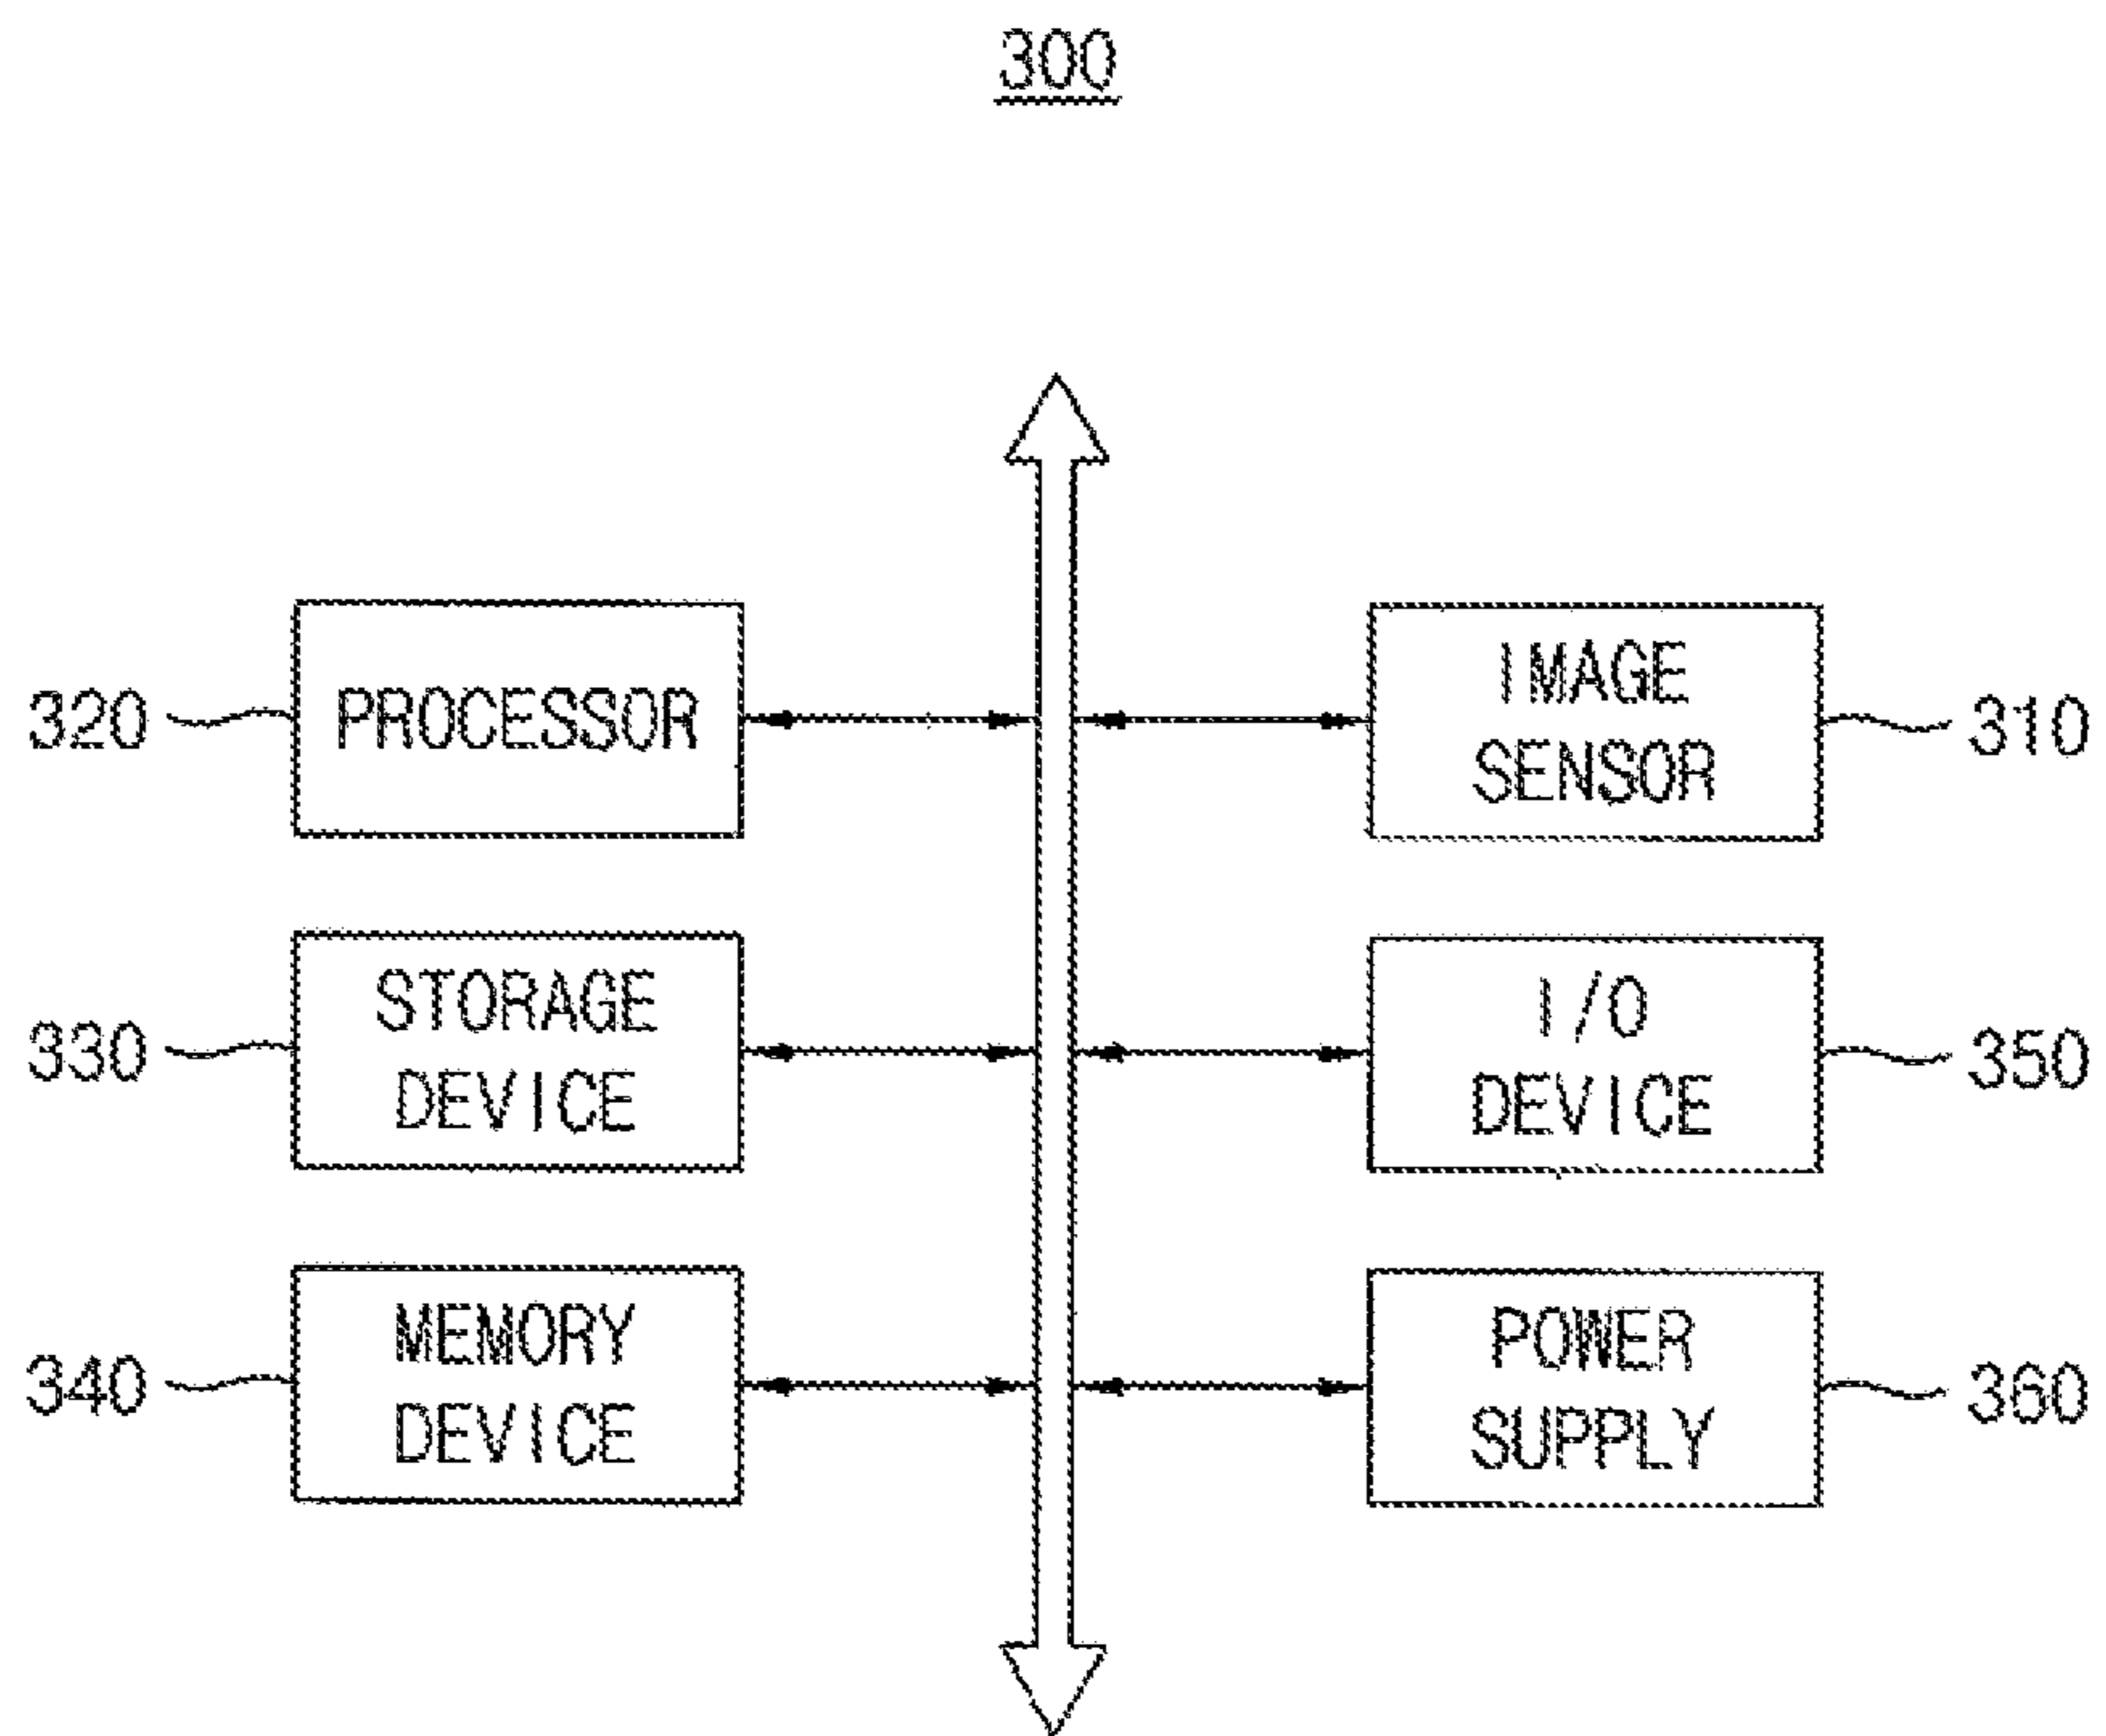 300
320
PROCESSOR
IMAGE
SENSOR
310
330
STORAGE
DEVICE
I/O
DEVICE
350
340
MEMORY
DEVICE
POWER
SUPPLY
360